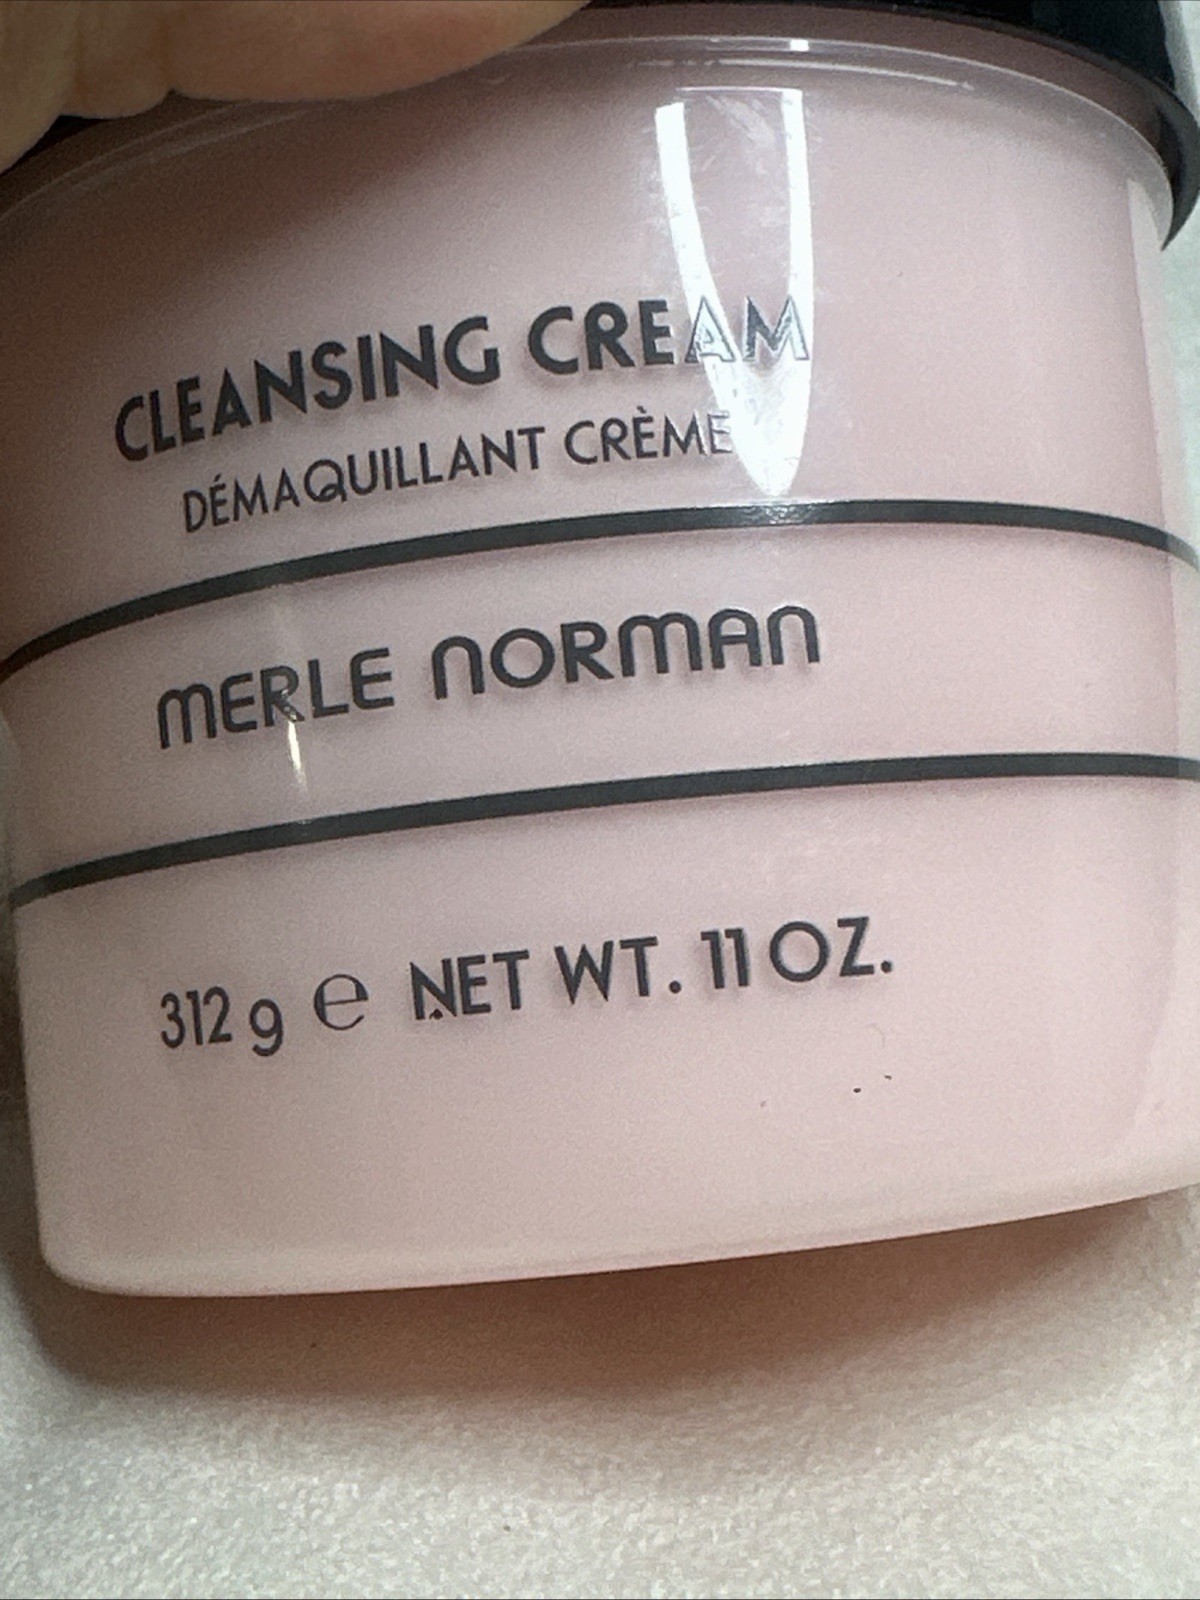 CLEANSING CREAM
DÉMAQUILLANT CRÈME
MERLE NORMAN
312 g ℮ NET WT. 11 OZ.